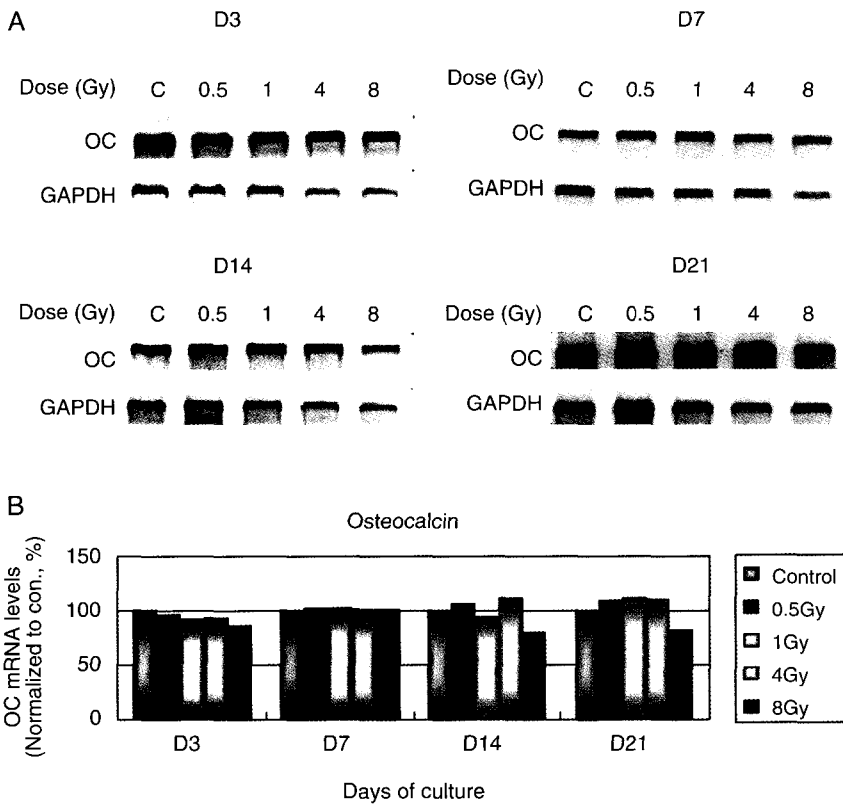 A
D3
Dose (Gy) C 0.5 1 4 8
OC
GAPDH
D7
Dose (Gy) C 0.5 1 4 8
OC
GAPDH
D14
Dose (Gy) C 0.5 1 4 8
OC
GAPDH
D21
Dose (Gy) C 0.5 1 4 8
OC
GAPDH
B
Osteocalcin
OC mRNA levels
(Normalized to con., %)
150
100
50
0
D3 D7 D14 D21
Days of culture
Control
0.5Gy
1Gy
4Gy
8Gy